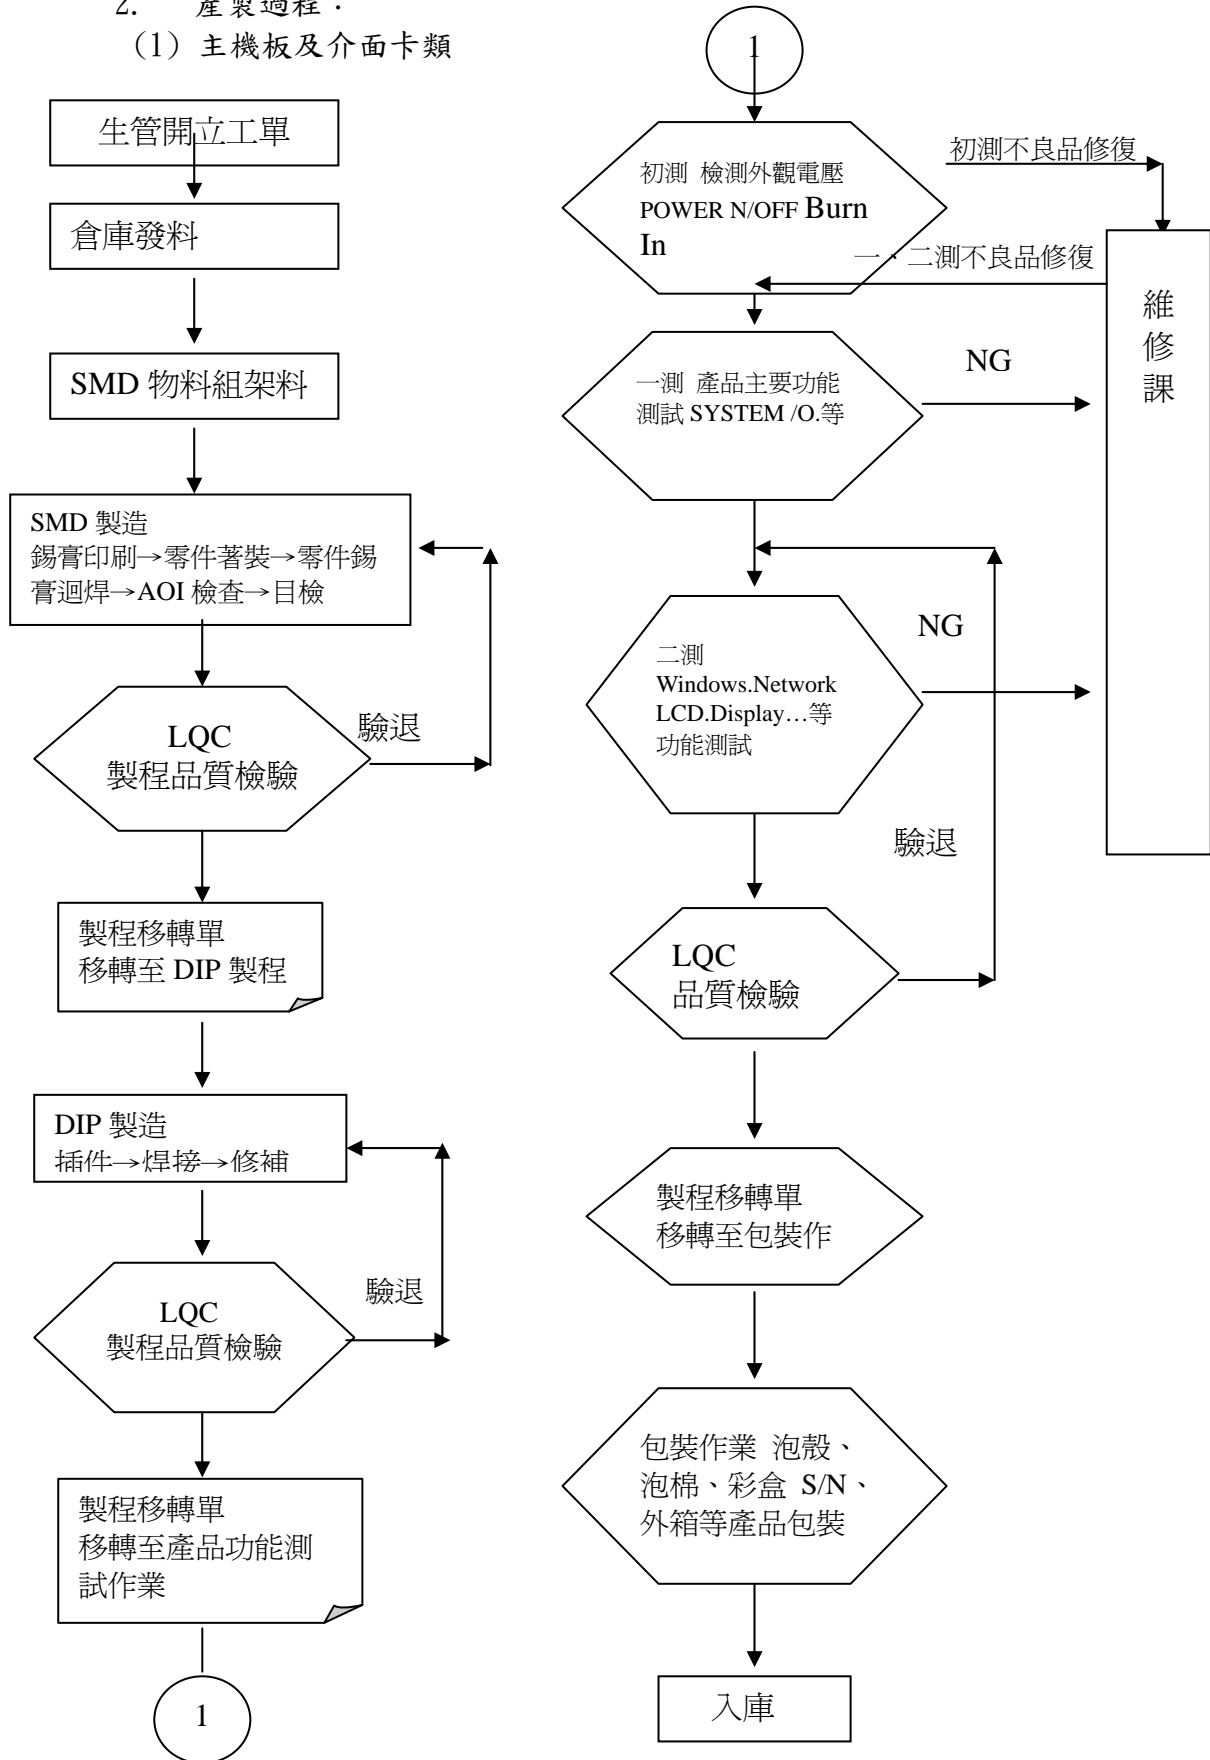 2. 產製過程：
（1）主機板及介面卡類
生管開立工單
倉庫發料
SMD 物料組架料
SMD 製造
錫膏印刷→零件著裝→零件錫
膏迴焊→AOI 檢查→目檢
LQC
製程品質檢驗
驗退
製程移轉單
移轉至 DIP 製程
DIP 製造
插件→焊接→修補
LQC
製程品質檢驗
驗退
製程移轉單
移轉至產品功能測
試作業
1
1
初測 檢測外觀電壓
POWER N/OFF Burn
In
初測不良品修復
一、二測不良品修復
維
修
課
一測 產品主要功能
測試 SYSTEM /O.等
NG
二測
Windows.Network
LCD.Display…等
功能測試
NG
驗退
LQC
品質檢驗
製程移轉單
移轉至包裝作
包裝作業 泡殼、
泡棉、彩盒 S/N、
外箱等產品包裝
入庫